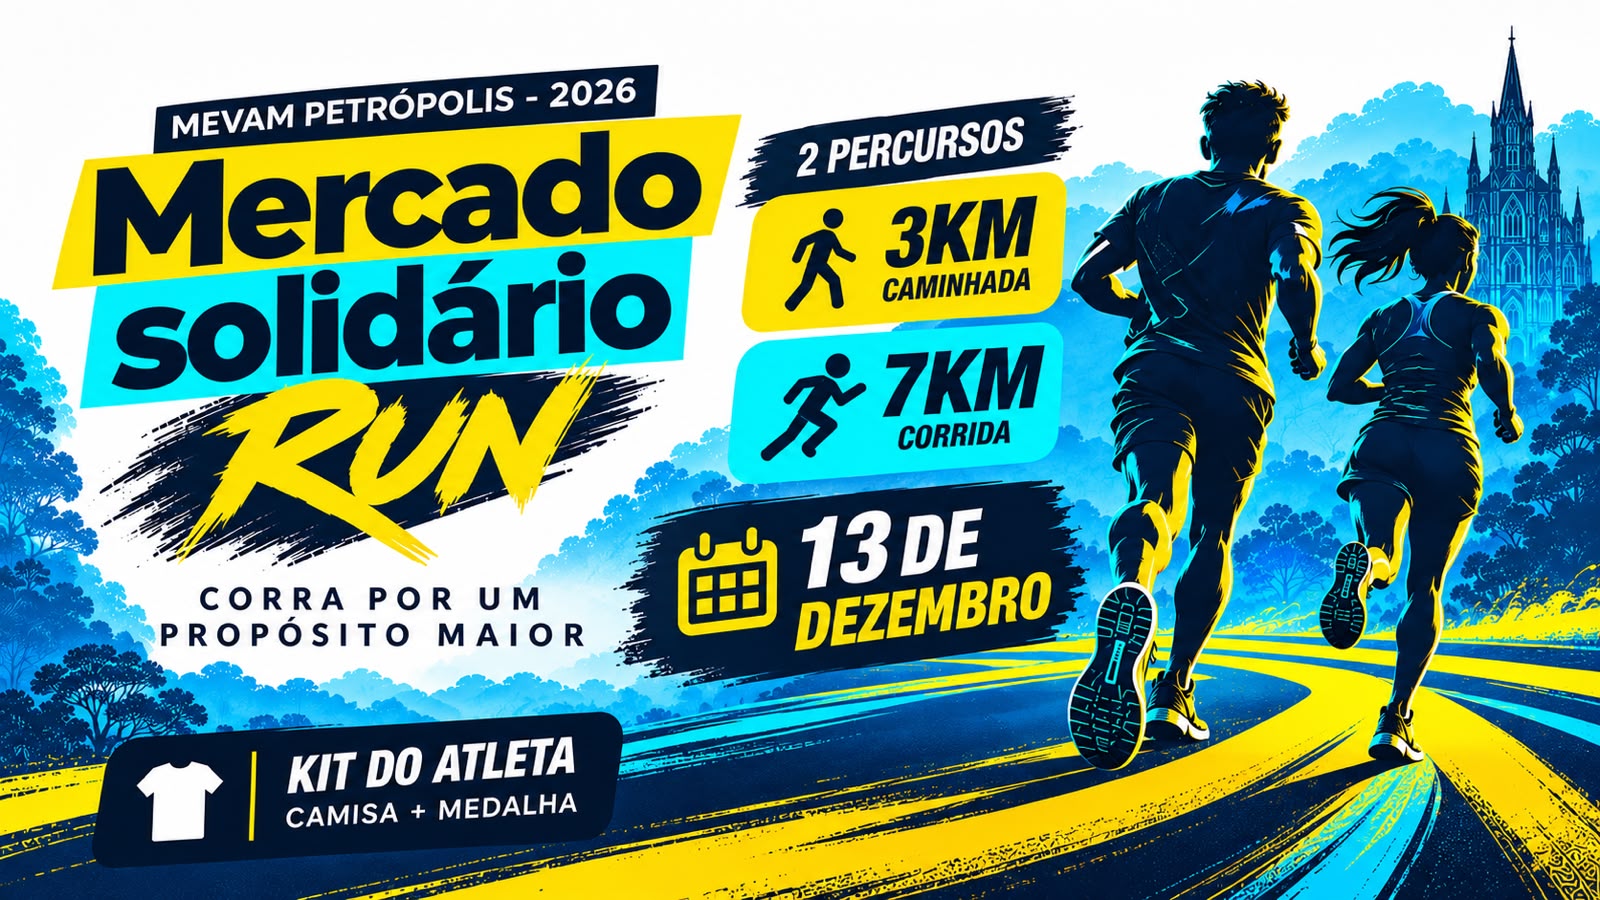 MEVAM PETRÓPOLIS - 2026
Mercado
solidário
RUN
CORRA POR UM
PROPÓSITO MAIOR
KIT DO ATLETA
CAMISA + MEDALHA
2 PERCURSOS
3KM
CAMINHADA
7KM
CORRIDA
13 DE
DEZEMBRO